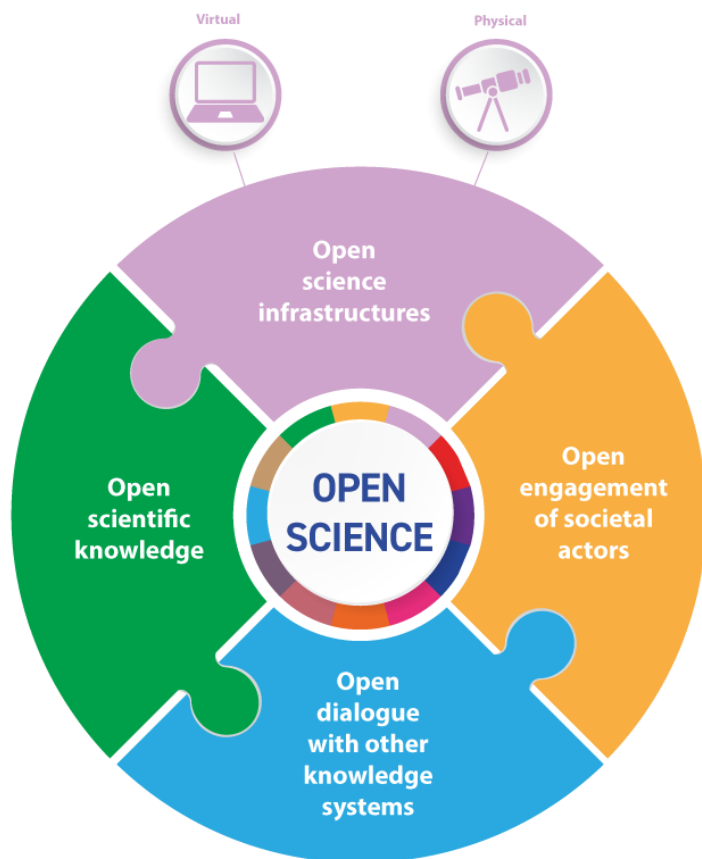 Virtual
Physical
Open
science
infrastructures
Open
scientific
knowledge
OPEN
SCIENCE
Open
engagement
of societal
actors
Open
dialogue
with other
knowledge
systems